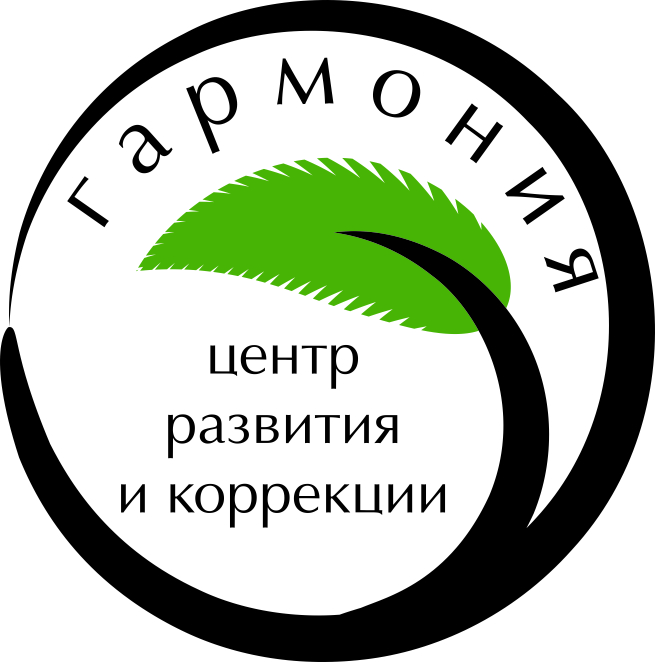 гармония
центр
развития
и коррекции